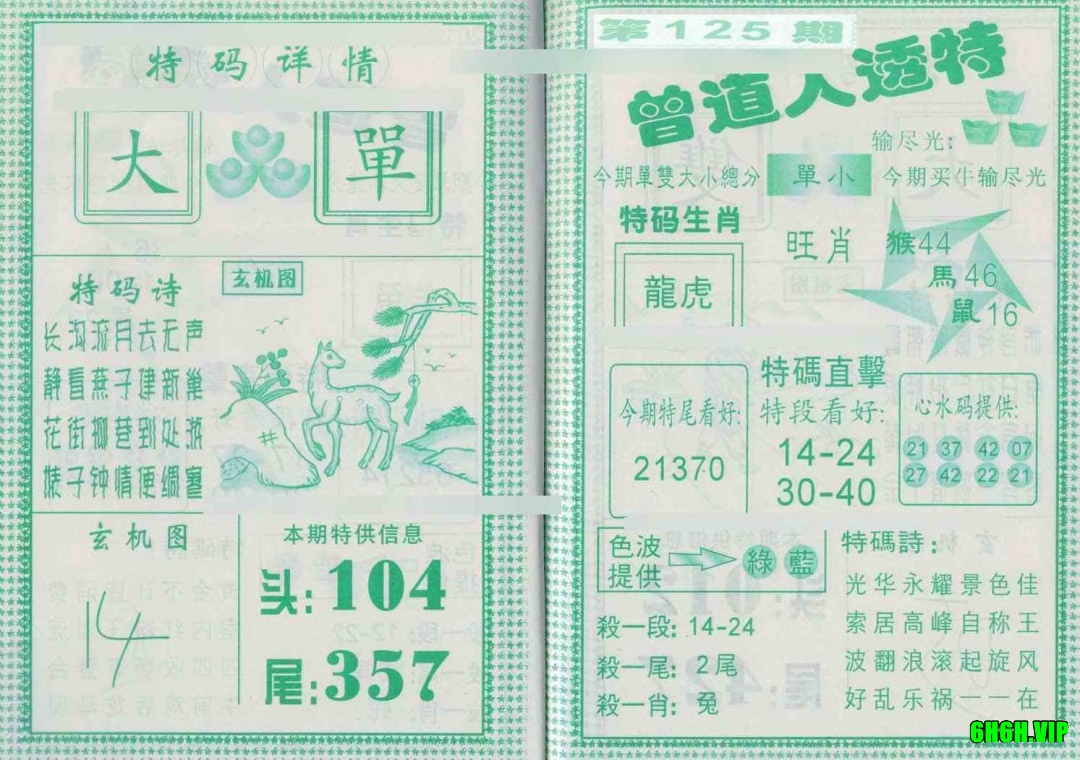 特码详情
大 單
特码诗
长沟流月去无声
静看燕子建新巢
花街柳巷到处游
婊子钟情便绸寒
玄机图
井
玄机图
本期特供信息
头:104
尾:357
第125期
曾道人透特
输尽光:
今期單雙大小總分 單小 今期买牛输尽光
特码生肖
龍虎
旺肖
猴44
馬46
鼠16
今期特尾看好:
21370
特碼直擊
特段看好:
14-24
30-40
心水码提供:
21 37 42 07
27 42 22 21
色波
提供
綠 藍
殺一段: 14-24
殺一尾: 2尾
殺一肖: 兔
特碼詩:
光华永耀景色佳
索居高峰自称王
波翻浪滚起旋风
好乱乐祸一一在
6H6H.VIP